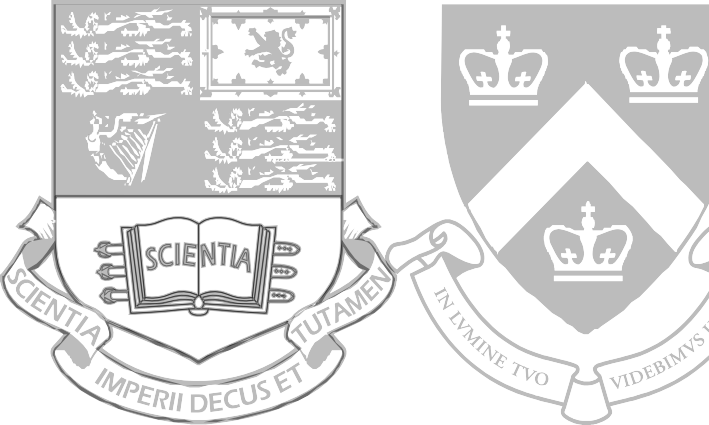 SCIENTIA
SCIENTIA
IMPERII DECUS ET
TUTAMEN
IN LVMINE TVO
VIDEBIMVS